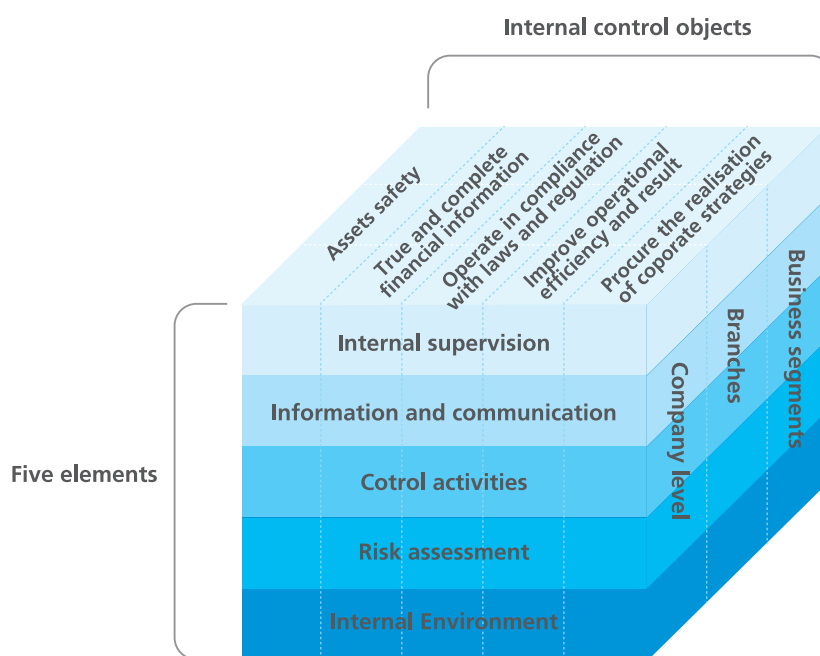 Internal control objects
Assets safety
True and complete
financial information
Operate in compliance
with laws and regulation
Improve operational
efficiency and result
Procure the realisation
of coporate strategies
Internal supervision
Information and communication
Cotrol activities
Risk assessment
Internal Environment
Five elements
Company level
Branches
Business segments